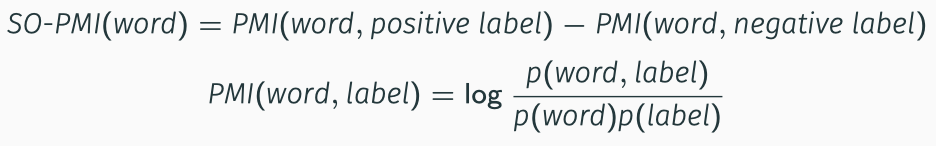 SO-PMI(word) = PMI(word, positive label) − PMI(word, negative label)
PMI(word, label) = log p(word, label) / p(word)p(label)